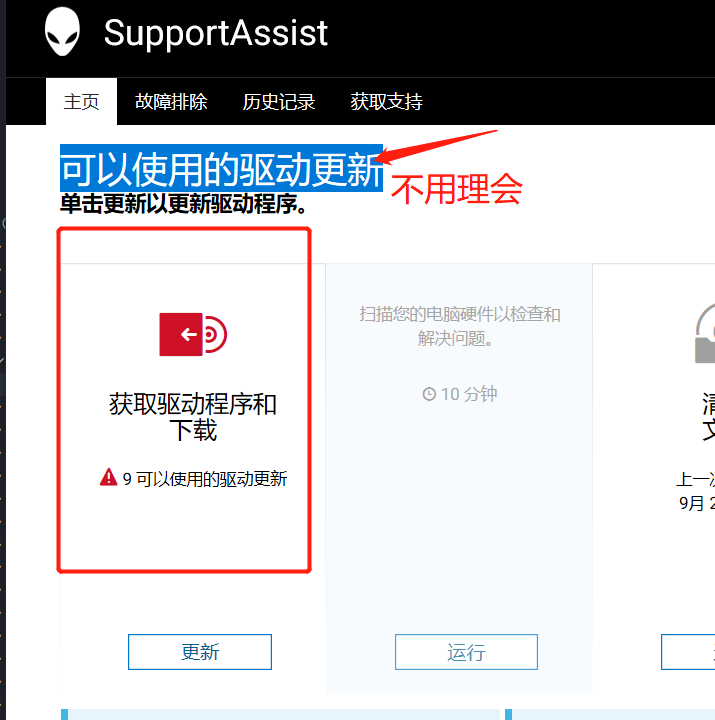 SupportAssist
主页 故障排除 历史记录 获取支持
可以使用的驱动更新
不用理会
单击更新以更新驱动程序。
获取驱动程序和
下载
9 可以使用的驱动更新
更新
扫描您的电脑硬件以检查和
解决问题。
10 分钟
运行
清
文
上一
9月 2